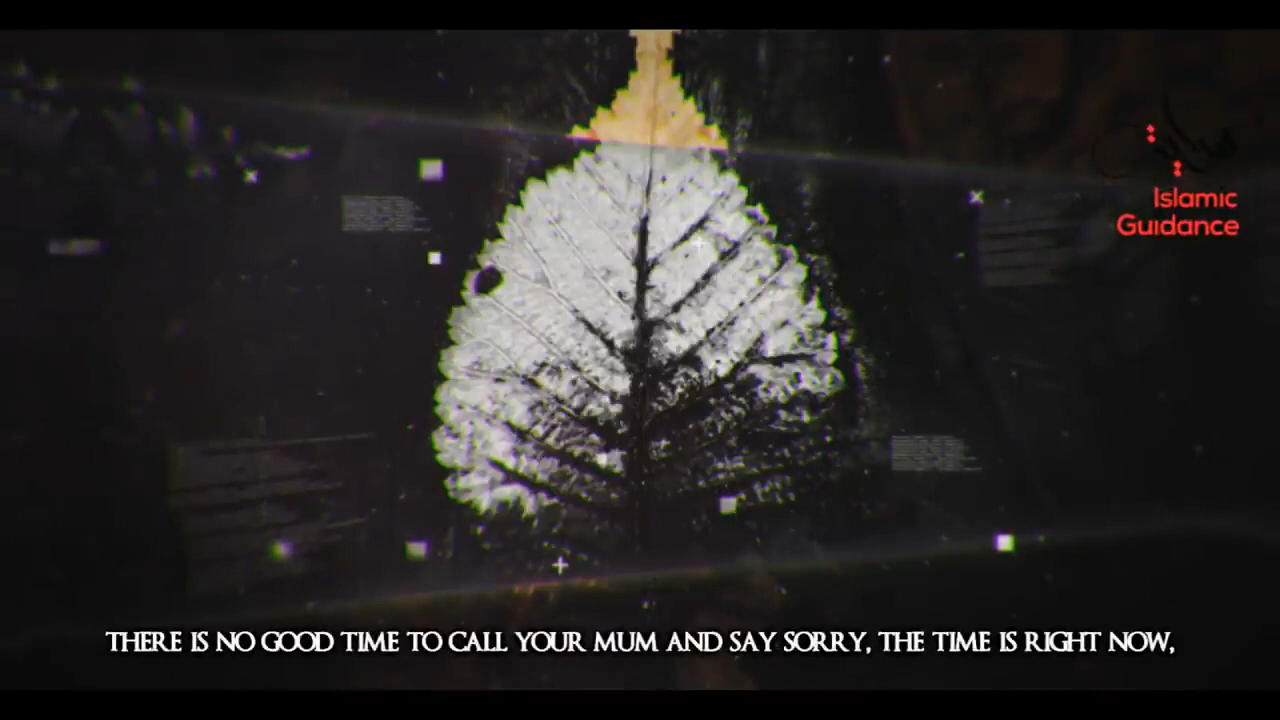 Islamic
Guidance
THERE IS NO GOOD TIME TO CALL YOUR MUM AND SAY SORRY, THE TIME IS RIGHT NOW,